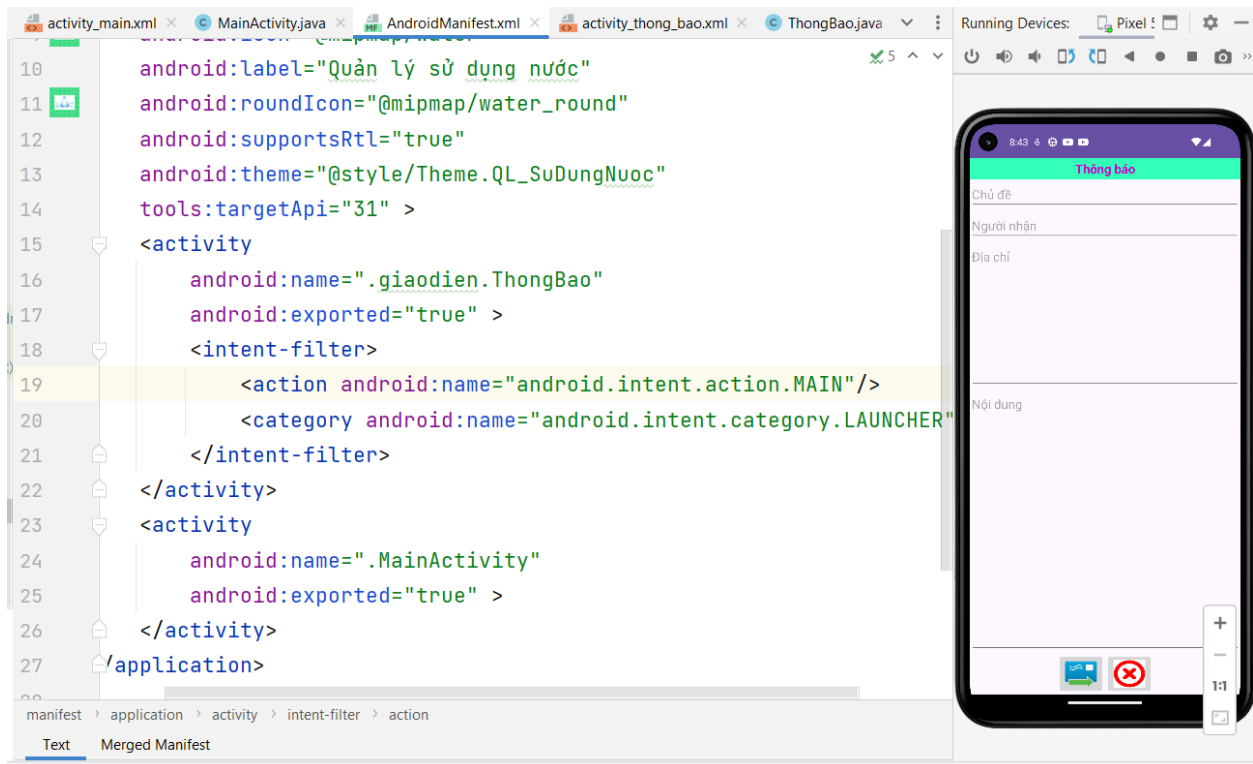 activity_main.xml MainActivity.java AndroidManifest.xml activity_thong_bao.xml ThongBao.java Running Devices: Pixel 5
10 android:label="Quản lý sử dụng nước" 5
11 android:roundIcon="@mipmap/water_round"
12 android:supportsRtl="true"
13 android:theme="@style/Theme.QL_SuDungNuoc"
14 tools:targetApi="31" >
15 <activity
16 android:name=".giaodien.ThongBao"
17 android:exported="true" >
18 <intent-filter>
19 <action android:name="android.intent.action.MAIN"/>
20 <category android:name="android.intent.category.LAUNCHER"
21 </intent-filter>
22 </activity>
23 <activity
24 android:name=".MainActivity"
25 android:exported="true" >
26 </activity>
27 /application>
manifest › application › activity › intent-filter › action
Text Merged Manifest
8:43
Thông báo
Chủ đề
Người nhận
Địa chỉ
Nội dung
1:1